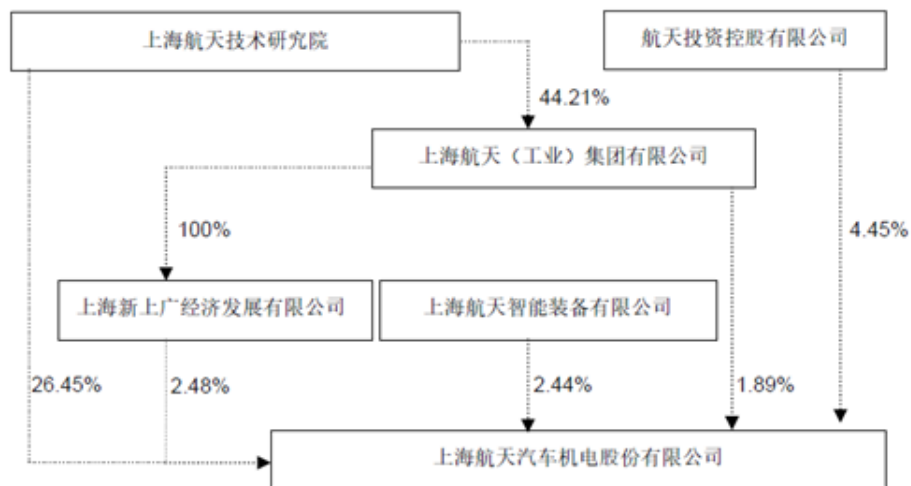 上海航天技术研究院
航天投资控股有限公司
44.21%
上海航天（工业）集团有限公司
100%
4.45%
上海新上广经济发展有限公司
上海航天智能装备有限公司
26.45%
2.48%
2.44%
1.89%
上海航天汽车机电股份有限公司